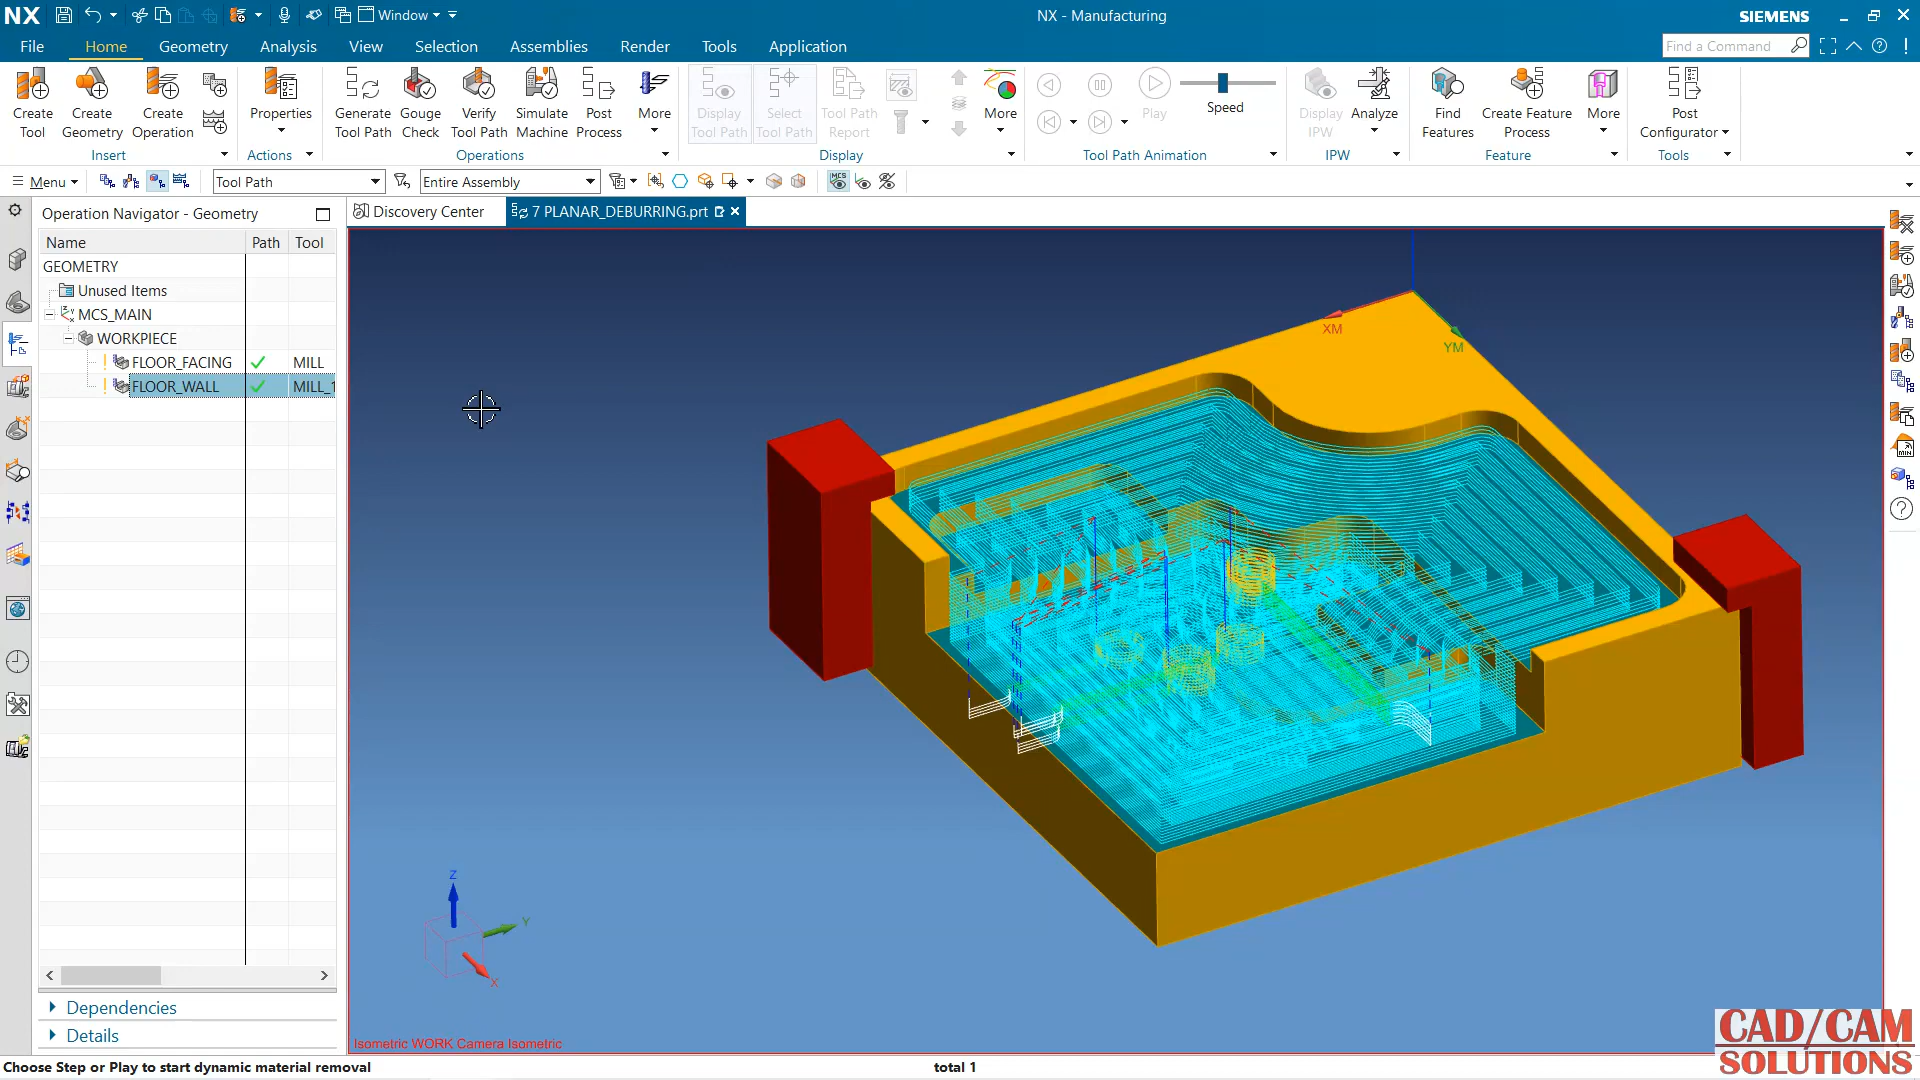 NX Window NX - Manufacturing SIEMENS
File Home Geometry Analysis View Selection Assemblies Render Tools Application Find a Command
Create Tool
Create Geometry
Create Operation
Properties
Generate Tool Path
Gouge Check
Verify Tool Path
Simulate Machine
Post Process
More
Display Tool Path
Select Tool Path
Tool Path Report
More
Play
Speed
Display IPW
Analyze
Find Features
Create Feature Process
More
Post Configurator
Insert Actions Operations Display Tool Path Animation IPW Feature Tools
Menu Tool Path Entire Assembly MCS
Operation Navigator - Geometry
Discovery Center 7 PLANAR_DEBURRING.prt
Name Path Tool
GEOMETRY
Unused Items
MCS_MAIN
WORKPIECE
FLOOR_FACING MILL
FLOOR_WALL MILL_1
XM
YM
MIN
Z
Y
X
Dependencies
Details
Isometric WORK Camera Isometric
Choose Step or Play to start dynamic material removal total 1
CAD/CAM
SOLUTIONS